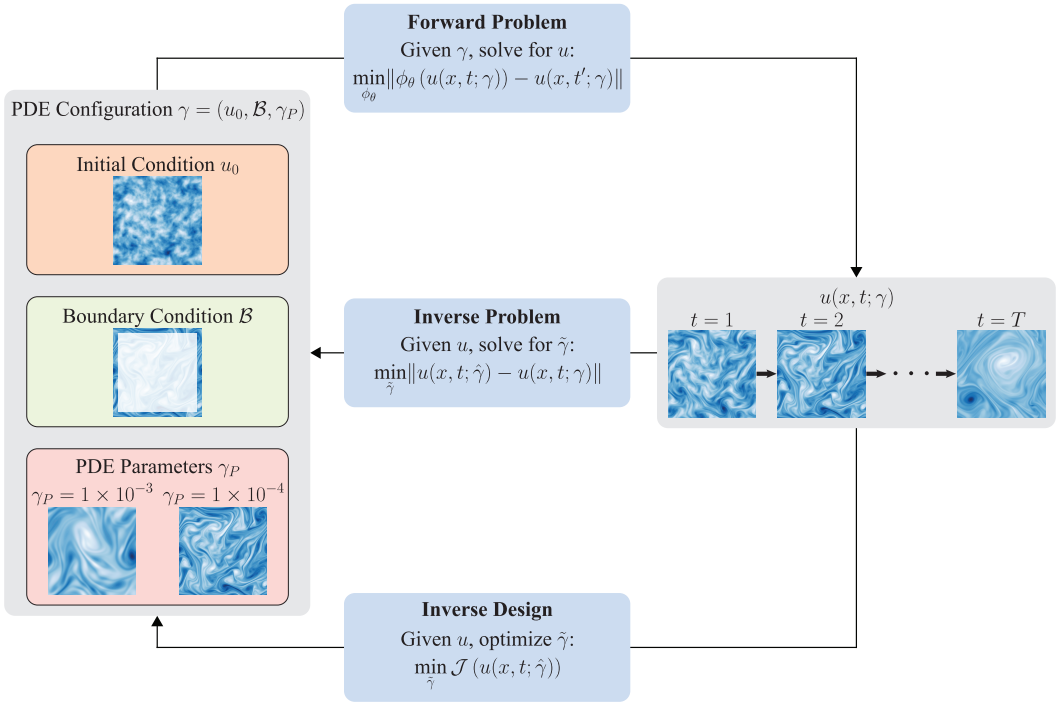 Forward Problem
Given γ, solve for u:
min_{ϕ_θ} ‖ϕ_θ (u(x, t; γ)) − u(x, t′; γ)‖
PDE Configuration γ = (u_0, ℬ, γ_P)
Initial Condition u_0
Boundary Condition ℬ
PDE Parameters γ_P
γ_P = 1 × 10^{−3} γ_P = 1 × 10^{−4}
Inverse Problem
Given u, solve for γ̃:
min_{γ̃} ‖u(x, t; γ̂) − u(x, t; γ)‖
u(x, t; γ)
t = 1 t = 2 t = T
· · ·
Inverse Design
Given u, optimize γ̃:
min_{γ̃} 𝒥 (u(x, t; γ̂))